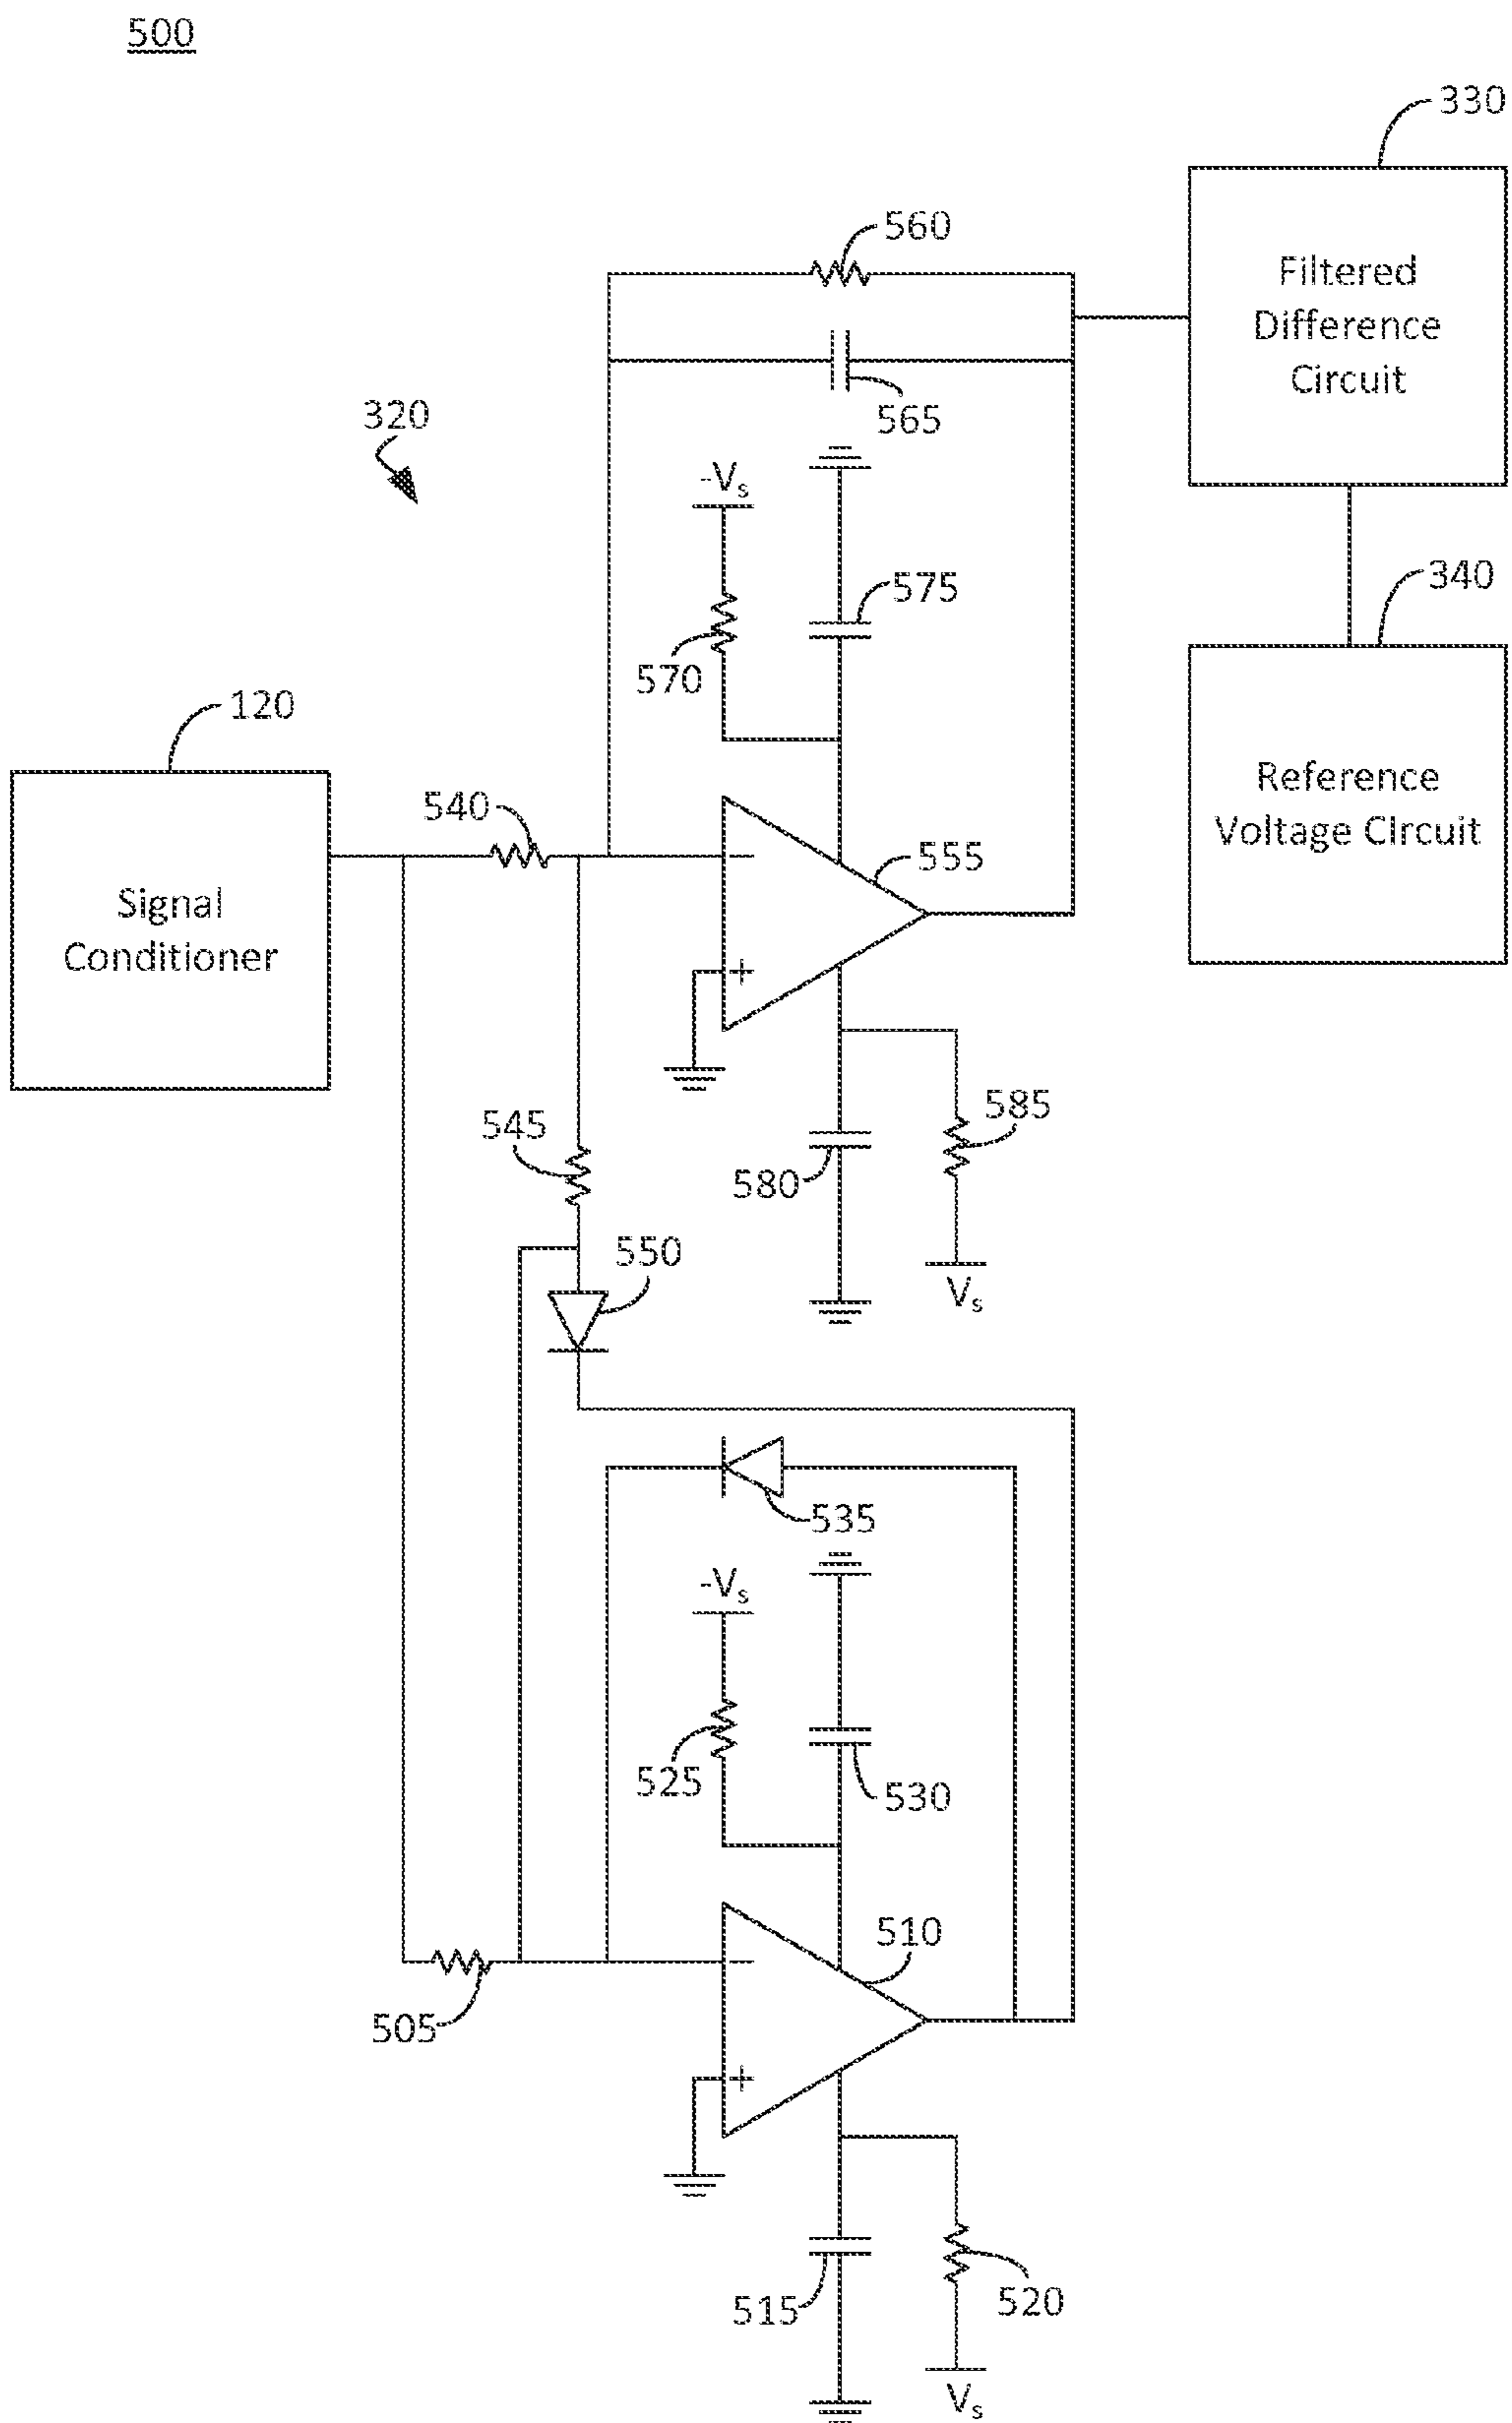 500
330
560
Filtered
Difference
Circuit
565
320
-Vs
575
340
570
120
Reference
Voltage Circuit
540
555
Signal
Conditioner
−
+
545
585
580
550
Vs
535
-Vs
525
530
510
−
505
+
515
520
Vs